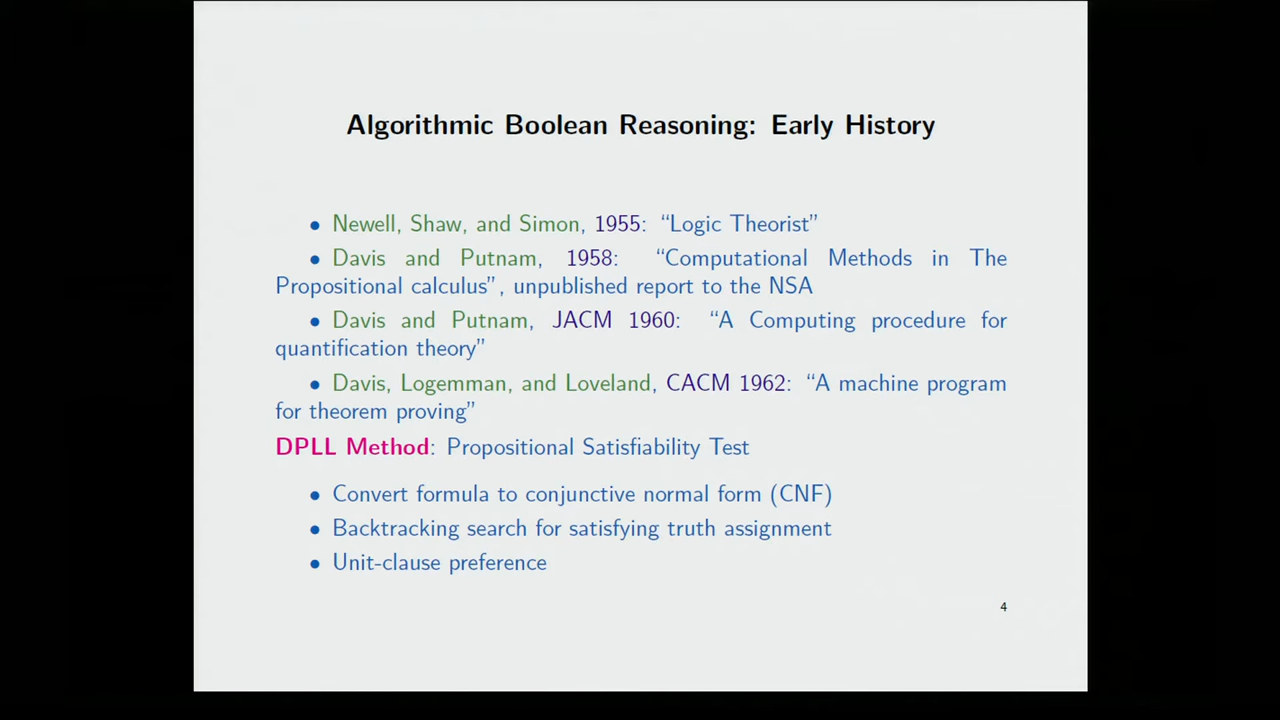 Algorithmic Boolean Reasoning: Early History
• Newell, Shaw, and Simon, 1955: “Logic Theorist”
• Davis and Putnam, 1958: “Computational Methods in The
Propositional calculus”, unpublished report to the NSA
• Davis and Putnam, JACM 1960: “A Computing procedure for
quantification theory”
• Davis, Logemman, and Loveland, CACM 1962: “A machine program
for theorem proving”
DPLL Method: Propositional Satisfiability Test
• Convert formula to conjunctive normal form (CNF)
• Backtracking search for satisfying truth assignment
• Unit-clause preference
4